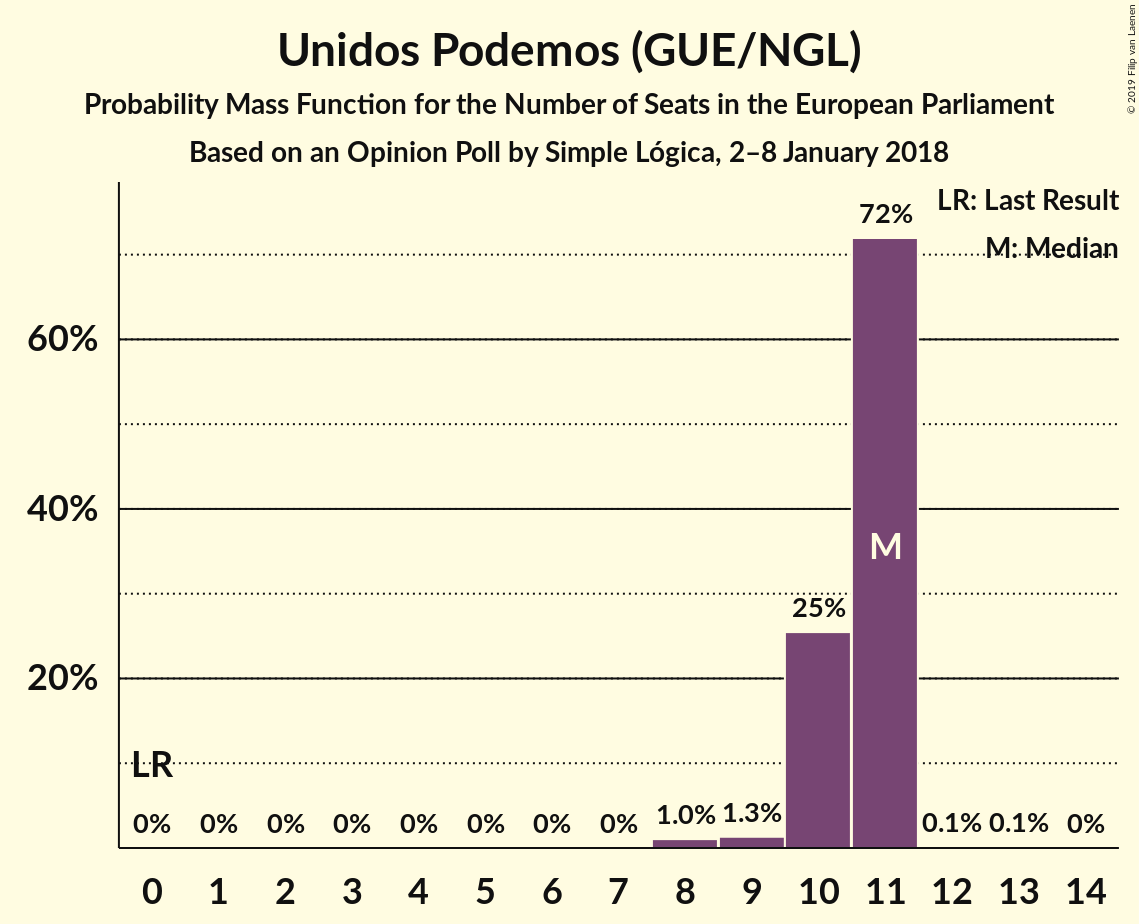 Unidos Podemos (GUE/NGL)
Probability Mass Function for the Number of Seats in the European Parliament
Based on an Opinion Poll by Simple Lógica, 2–8 January 2018
© 2019 Filip van Laenen
LR: Last Result
M: Median
72%
60%
40%
M
25%
20%
LR
0% 0% 0% 0% 0% 0% 0% 0% 1.0% 1.3% 0.1% 0.1% 0%
0 1 2 3 4 5 6 7 8 9 10 11 12 13 14